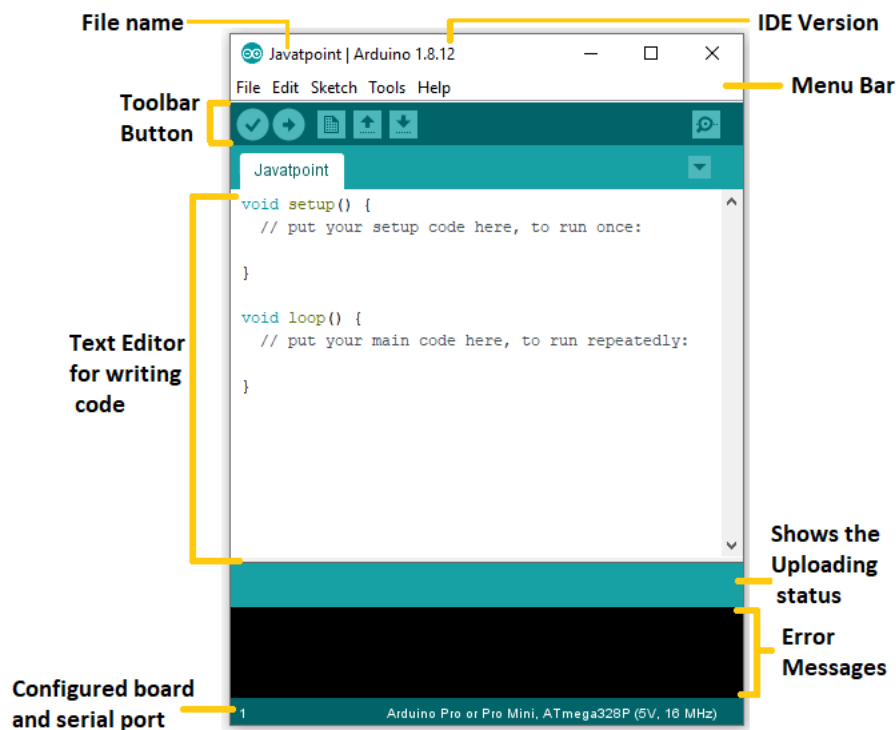 File name
IDE Version
Javatpoint | Arduino 1.8.12
File Edit Sketch Tools Help
Menu Bar
Toolbar
Button
Javatpoint
void setup() {
// put your setup code here, to run once:
}
void loop() {
// put your main code here, to run repeatedly:
}
Text Editor
for writing
code
Shows the
Uploading
status
Error
Messages
Configured board
and serial port
1
Arduino Pro or Pro Mini, ATmega328P (5V, 16 MHz)